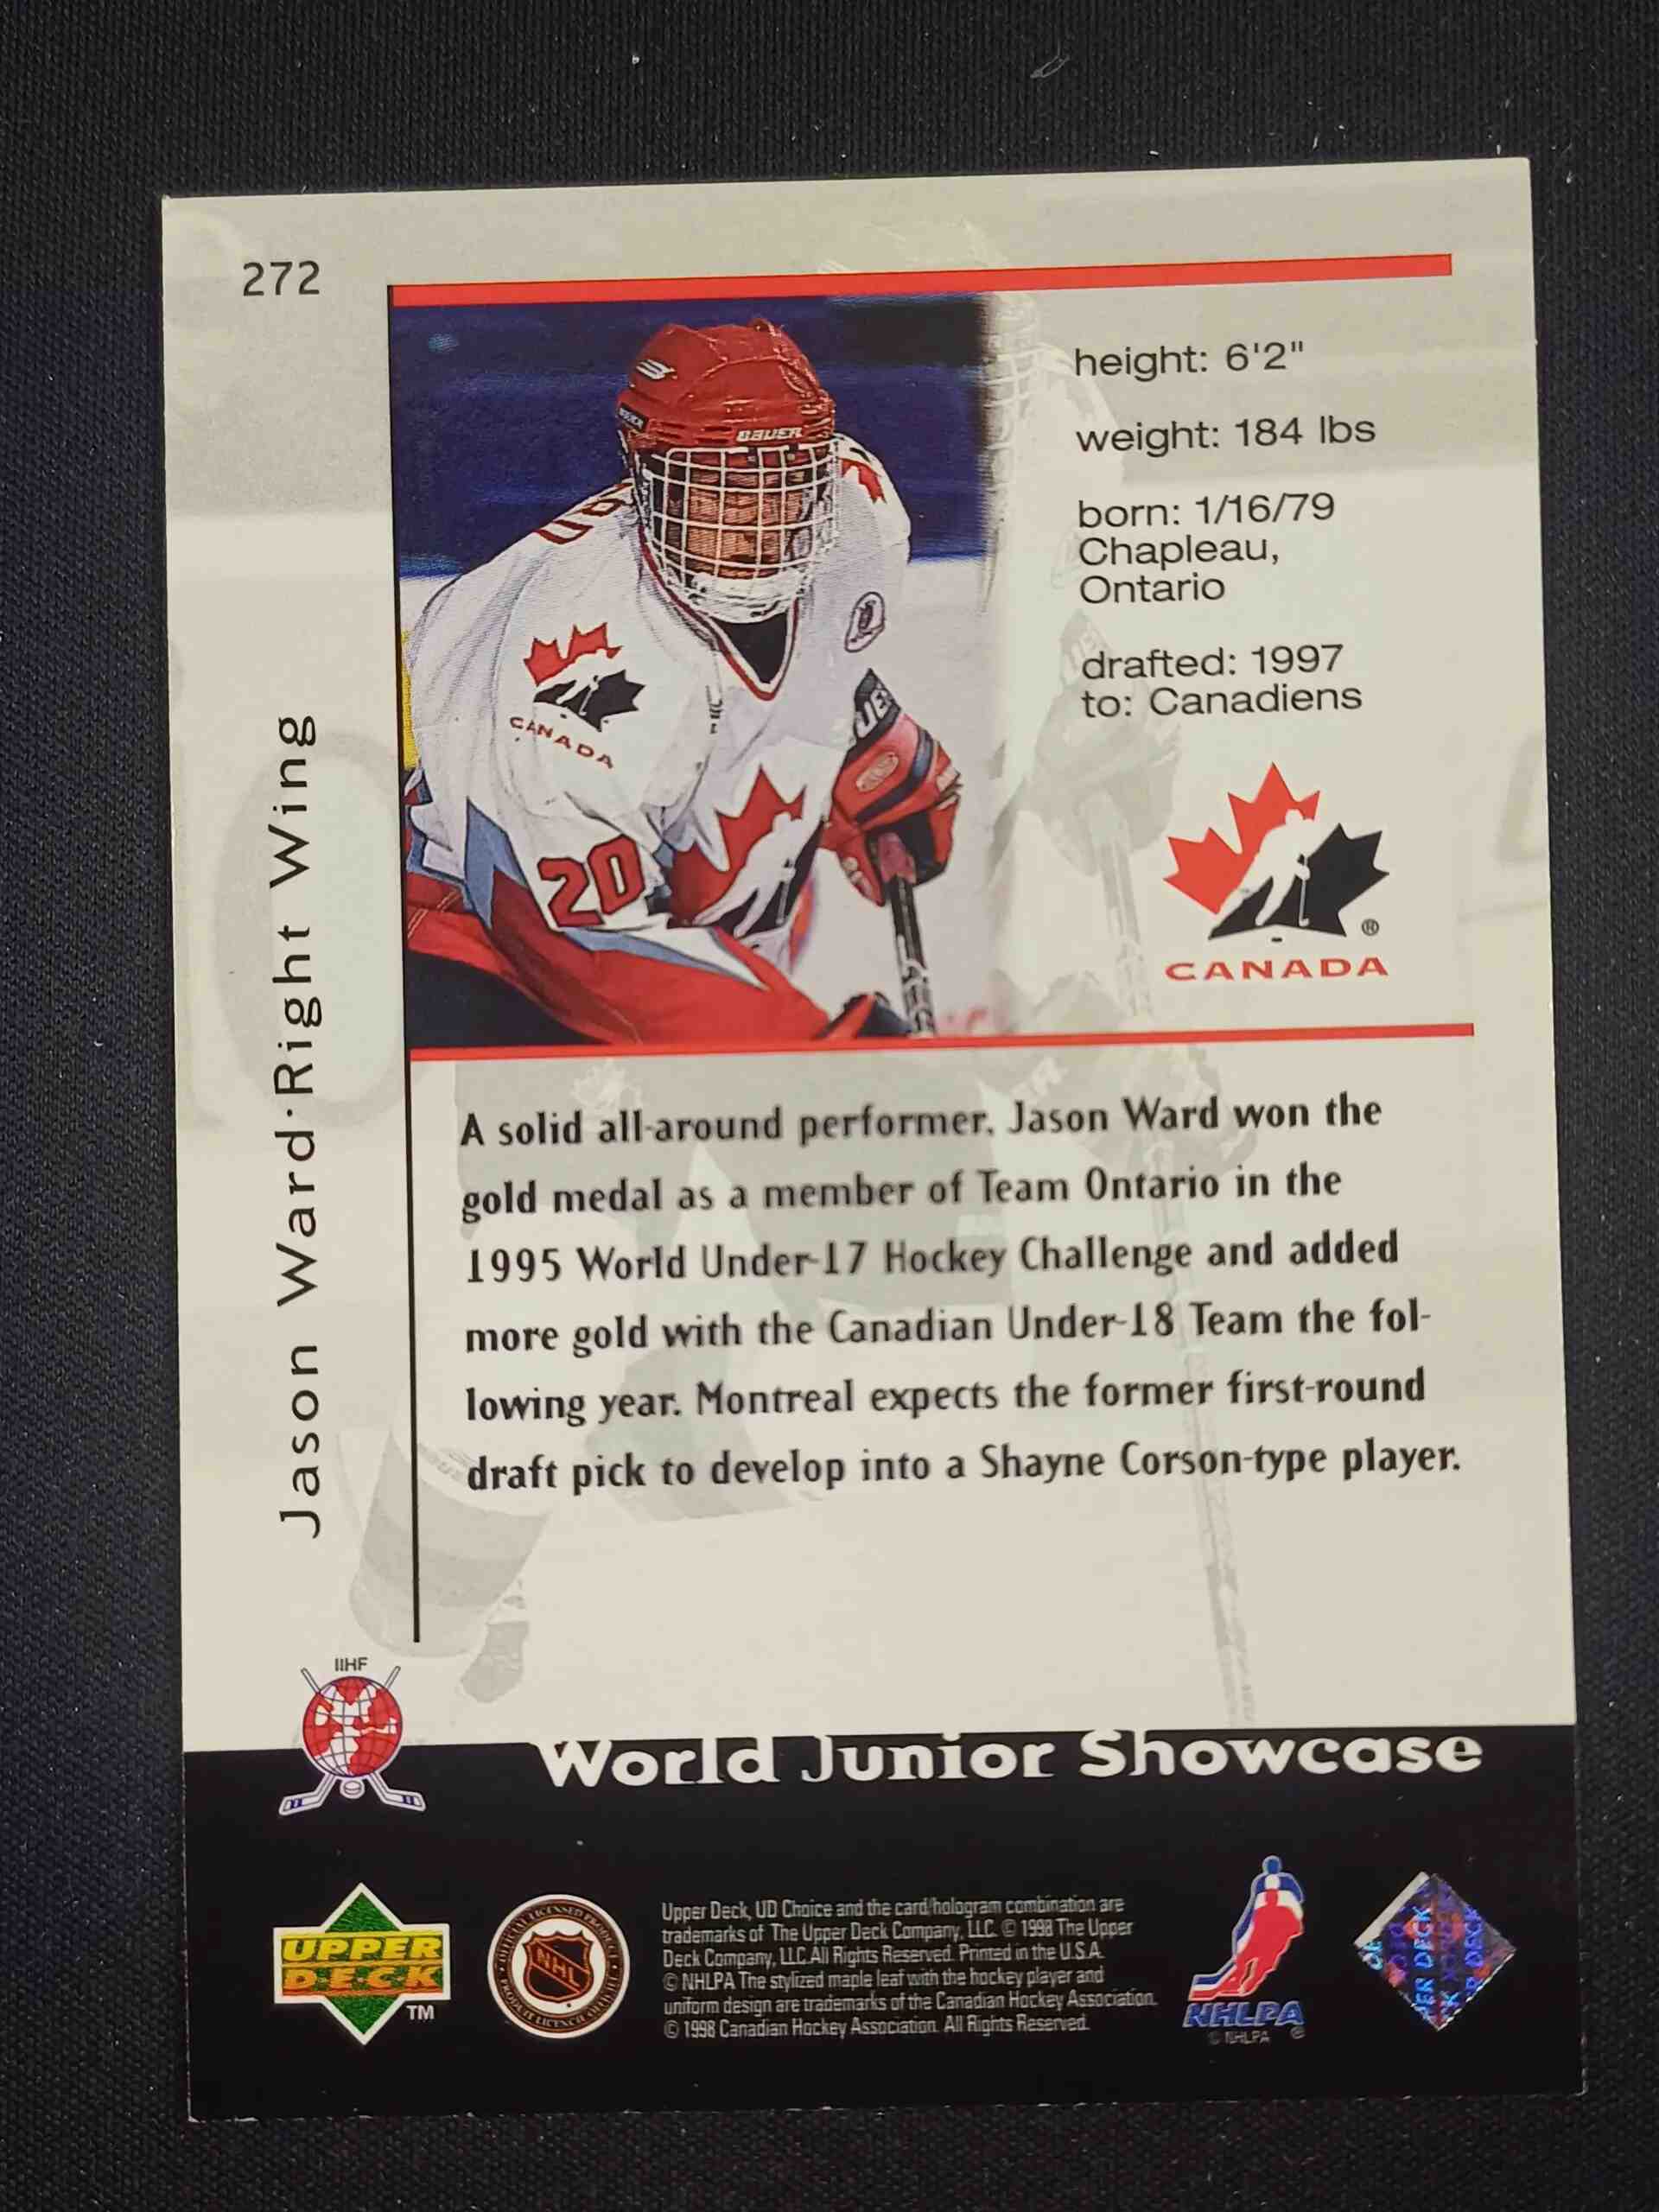 272
height: 6'2"
weight: 184 lbs
born: 1/16/79
Chapleau,
Ontario
drafted: 1997
to: Canadiens
BAUER
CANADA
20
CANADA
®
Jason Ward·Right Wing
A solid all-around performer, Jason Ward won the
gold medal as a member of Team Ontario in the
1995 World Under-17 Hockey Challenge and added
more gold with the Canadian Under-18 Team the fol-
lowing year. Montreal expects the former first-round
draft pick to develop into a Shayne Corson-type player.
IIHF
World Junior Showcase
UPPER
DECK
TM
NHL
Upper Deck, UD Choice and the card/hologram combination are
trademarks of The Upper Deck Company, LLC. © 1998 The Upper
Deck Company, LLC. All Rights Reserved. Printed in the U.S.A.
© NHLPA The stylized maple leaf with the hockey player and
uniform design are trademarks of the Canadian Hockey Association.
© 1998 Canadian Hockey Association. All Rights Reserved.
NHLPA
© NHLPA ®